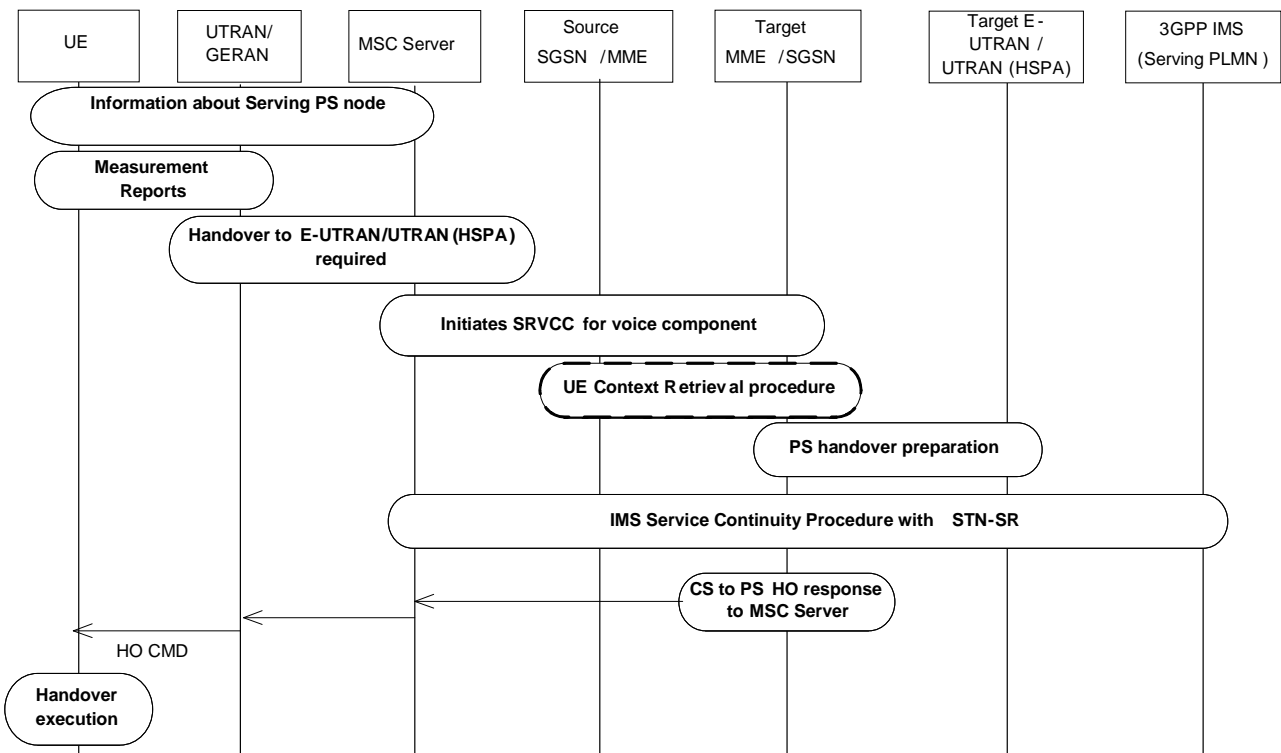 UE
UTRAN/
GERAN
MSC Server
Source
SGSN /MME
Target
MME /SGSN
Target E-
UTRAN /
UTRAN (HSPA)
3GPP IMS
(Serving PLMN )
Information about Serving PS node
Measurement
Reports
Handover to E-UTRAN/UTRAN (HSPA)
required
Initiates SRVCC for voice component
UE Context Retrieval procedure
PS handover preparation
IMS Service Continuity Procedure with STN-SR
CS to PS HO response
to MSC Server
HO CMD
Handover
execution